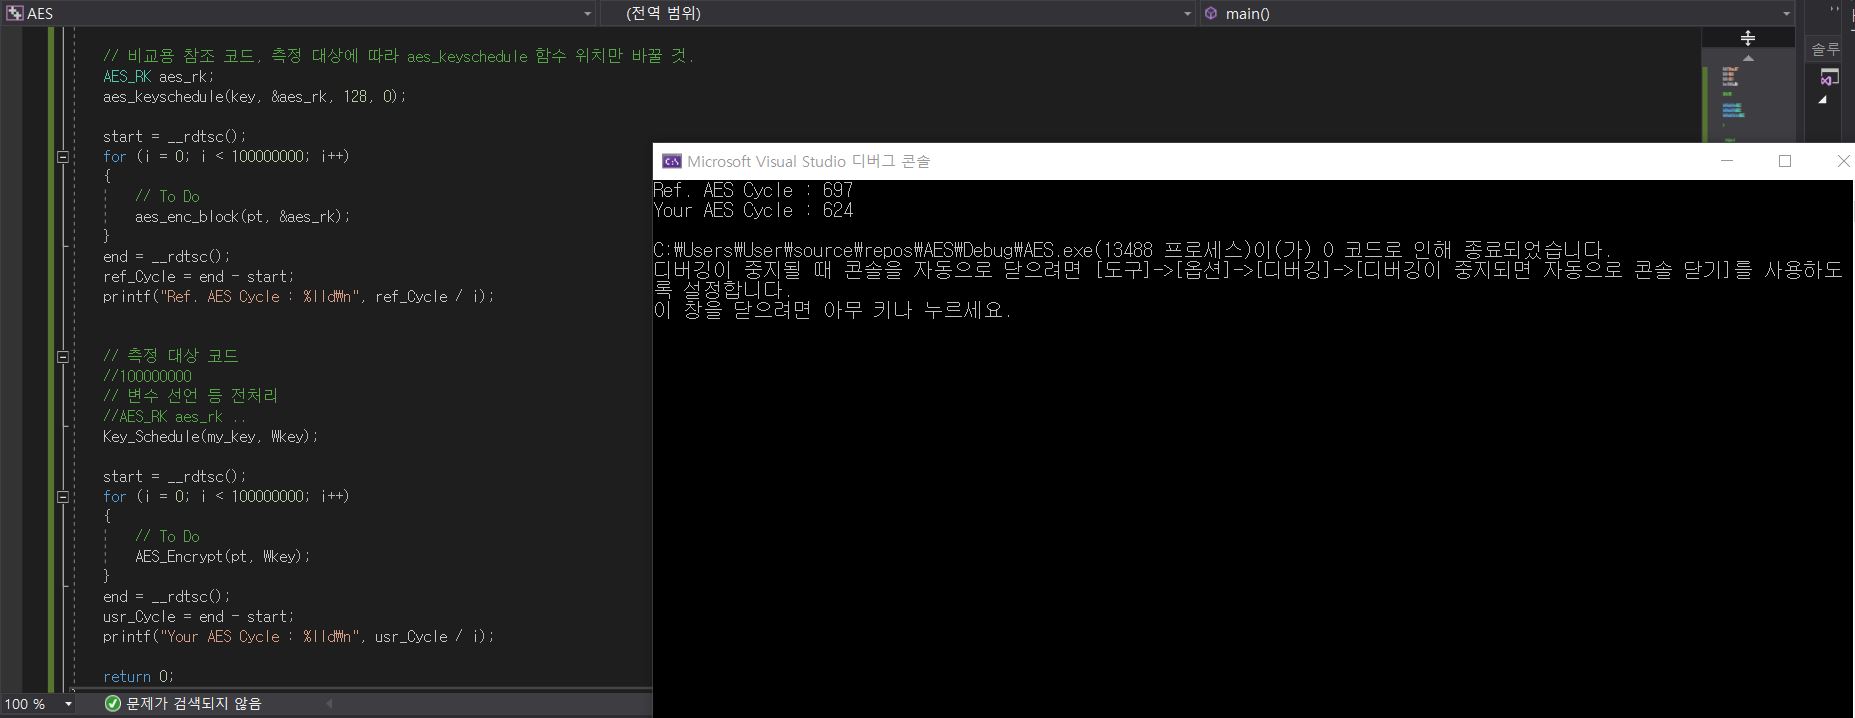 AES
(전역 범위)
main()
솔루
// 비교용 참조 코드, 측정 대상에 따라 aes_keyschedule 함수 위치만 바꿀 것.
AES_RK aes_rk;
aes_keyschedule(key, &aes_rk, 128, 0);
start = __rdtsc();
for (i = 0; i < 100000000; i++)
{
// To Do
aes_enc_block(pt, &aes_rk);
}
end = __rdtsc();
ref_Cycle = end - start;
printf("Ref. AES Cycle : %lld₩n", ref_Cycle / i);
// 측정 대상 코드
//100000000
// 변수 선언 등 전처리
//AES_RK aes_rk ..
Key_Schedule(my_key, Wkey);
start = __rdtsc();
for (i = 0; i < 100000000; i++)
{
// To Do
AES_Encrypt(pt, Wkey);
}
end = __rdtsc();
usr_Cycle = end - start;
printf("Your AES Cycle : %lld₩n", usr_Cycle / i);
return 0;
100 %
문제가 검색되지 않음
C:\
Microsoft Visual Studio 디버그 콘솔
Ref. AES Cycle : 697
Your AES Cycle : 624
C:₩Users₩User₩source₩repos₩AES₩Debug₩AES.exe(13488 프로세스)이(가) 0 코드로 인해 종료되었습니다.
디버깅이 중지될 때 콘솔을 자동으로 닫으려면 [도구]->[옵션]->[디버깅]->[디버깅이 중지되면 자동으로 콘솔 닫기]를 사용하도
록 설정합니다.
이 창을 닫으려면 아무 키나 누르세요.